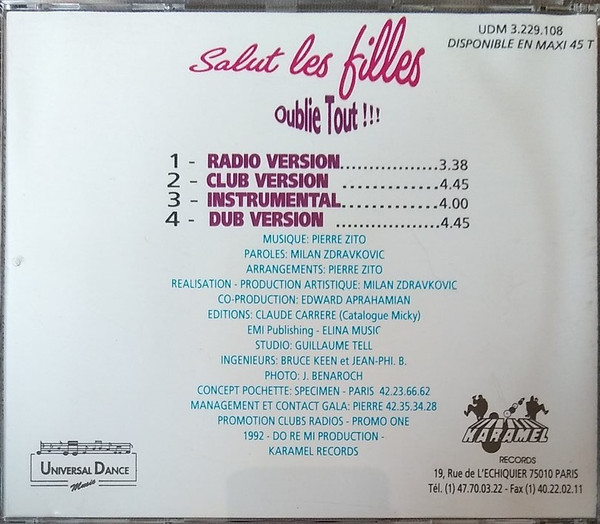 UDM 3.229.108
DISPONIBLE EN MAXI 45 T
Salut les filles
Oublie Tout !!!
1 - RADIO VERSION..................3.38
2 - CLUB VERSION ..................4.45
3 - INSTRUMENTAL..................4.00
4 - DUB VERSION ..................4.45
MUSIQUE: PIERRE ZITO
PAROLES: MILAN ZDRAVKOVIC
ARRANGEMENTS: PIERRE ZITO
REALISATION - PRODUCTION ARTISTIQUE: MILAN ZDRAVKOVIC
CO-PRODUCTION: EDWARD APRAHAMIAN
EDITIONS: CLAUDE CARRERE (Catalogue Micky)
EMI Publishing - ELINA MUSIC
STUDIO: GUILLAUME TELL
INGENIEURS: BRUCE KEEN et JEAN-PHI. B.
PHOTO: J. BENAROCH
CONCEPT POCHETTE: SPECIMEN - PARIS 42.23.66.62
MANAGEMENT ET CONTACT GALA: PIERRE 42.35.34.28
PROMOTION CLUBS RADIOS - PROMO ONE
1992 - DO RE MI PRODUCTION -
KARAMEL RECORDS
UNIVERSAL DANCE
Music
KARAMEL
RECORDS
19, Rue de L'ECHIQUIER 75010 PARIS
Tél. (1) 47.70.03.22 - Fax (1) 40.22.02.11